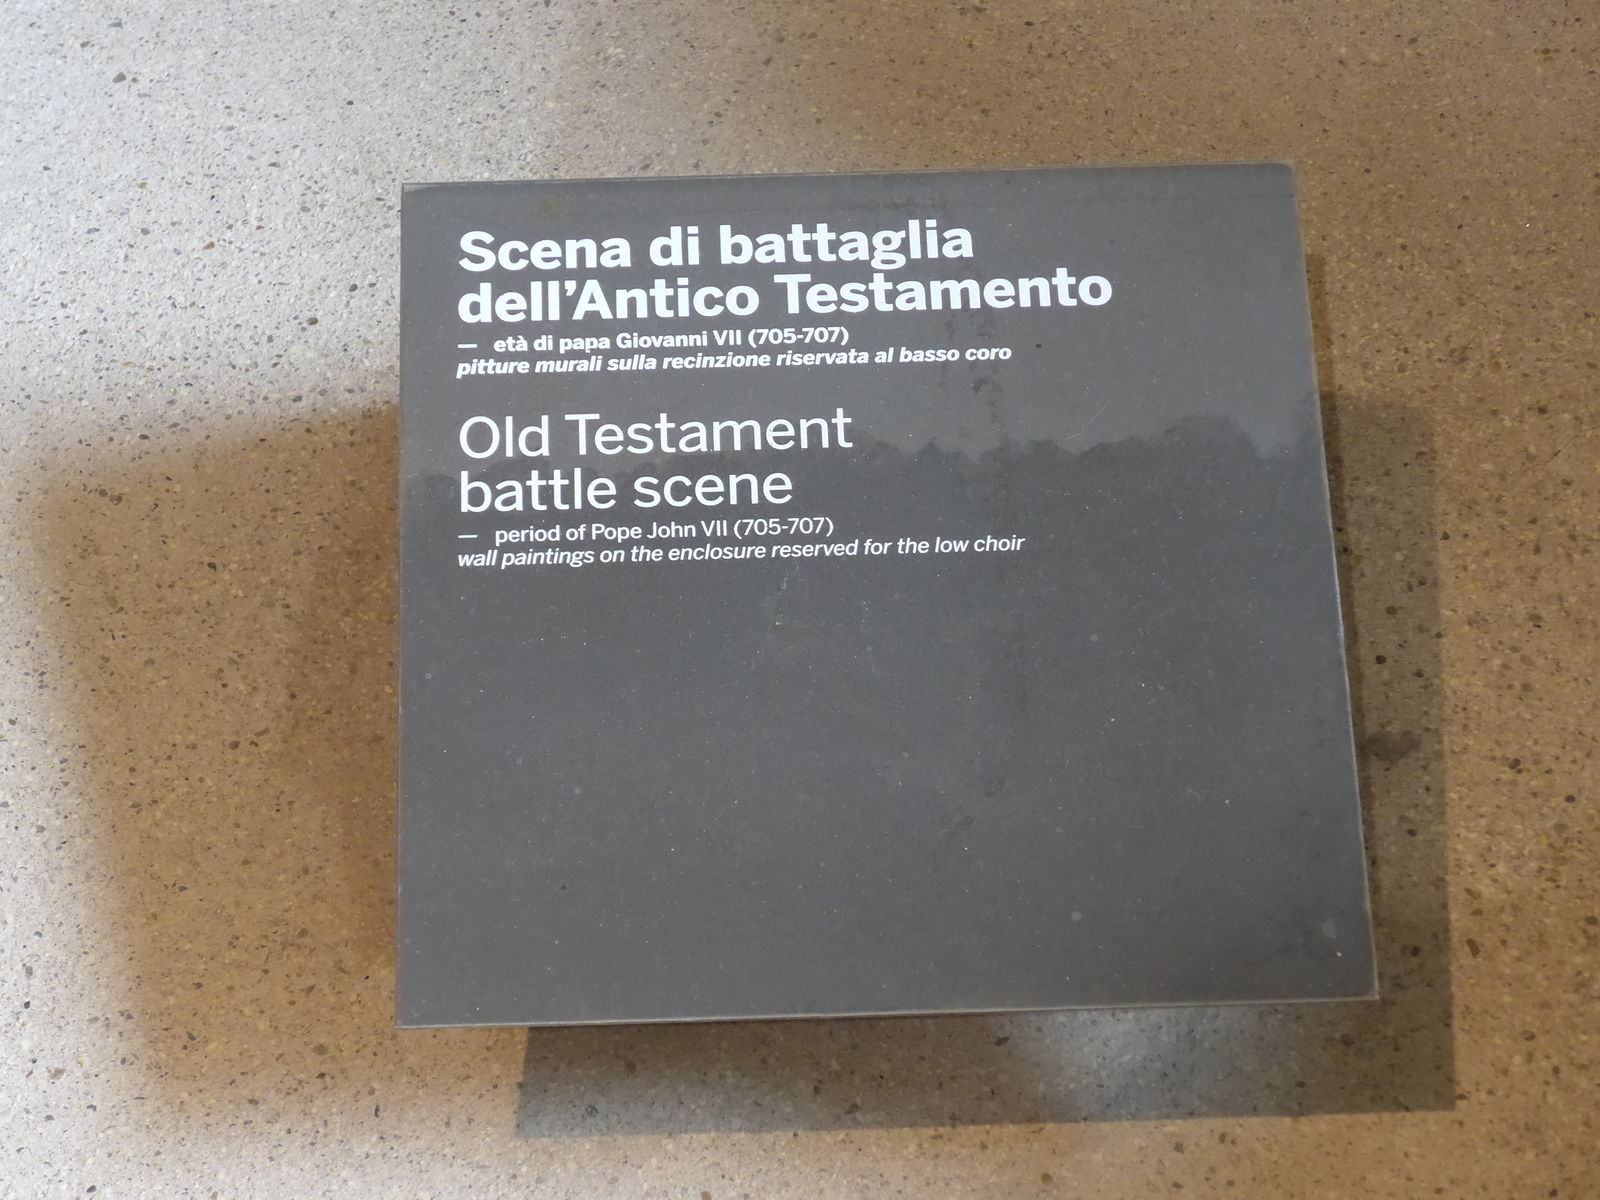 Scena di battaglia
dell’Antico Testamento
— età di papa Giovanni VII (705-707)
pitture murali sulla recinzione riservata al basso coro
Old Testament
battle scene
— period of Pope John VII (705-707)
wall paintings on the enclosure reserved for the low choir